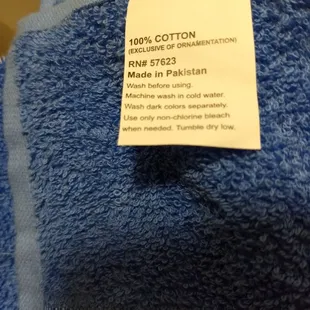 100% COTTON
(EXCLUSIVE OF ORNAMENTATION)
RN# 57623
Made in Pakistan
Wash before using.
Machine wash in cold water.
Wash dark colors separately.
Use only non-chlorine bleach
when needed. Tumble dry low.